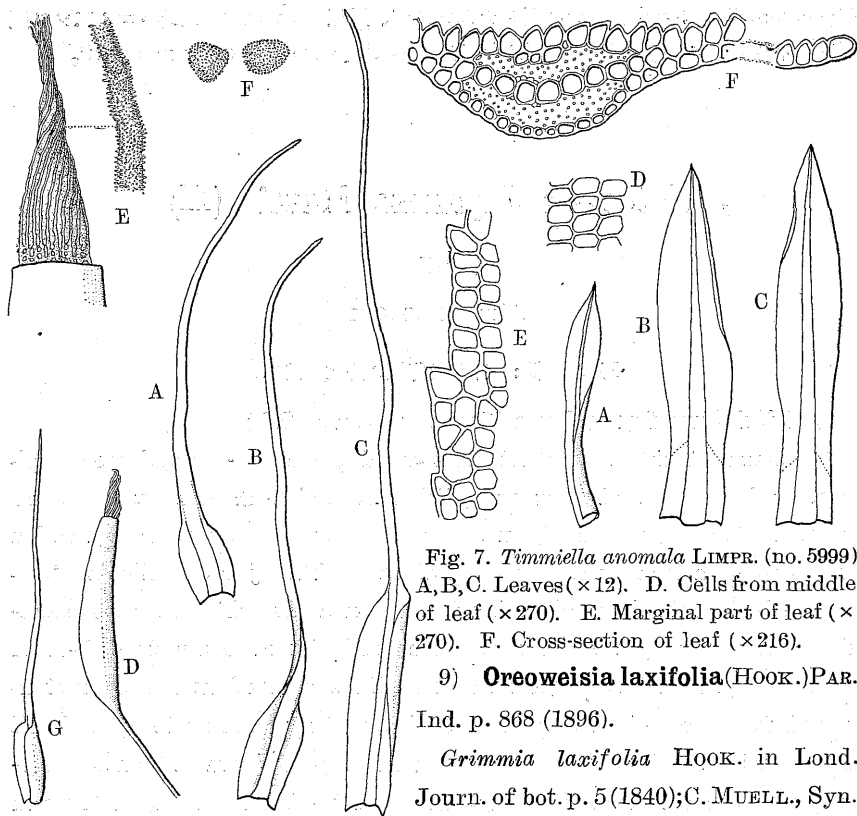 E
F
F
A
B
C
G
D
E
D
A
B
C
Fig. 7. Timmiella anomala LIMPR. (no. 5999)
A, B, C. Leaves (×12). D. Cells from middle
of leaf (×270). E. Marginal part of leaf (×
270). F. Cross-section of leaf (×216).
9) Oreoweisia laxifolia (HOOK.) PAR.
Ind. p. 868 (1896).
Grimmia laxifolia HOOK. in Lond.
Journ. of bot. p. 5 (1840); C. MUELL., Syn.